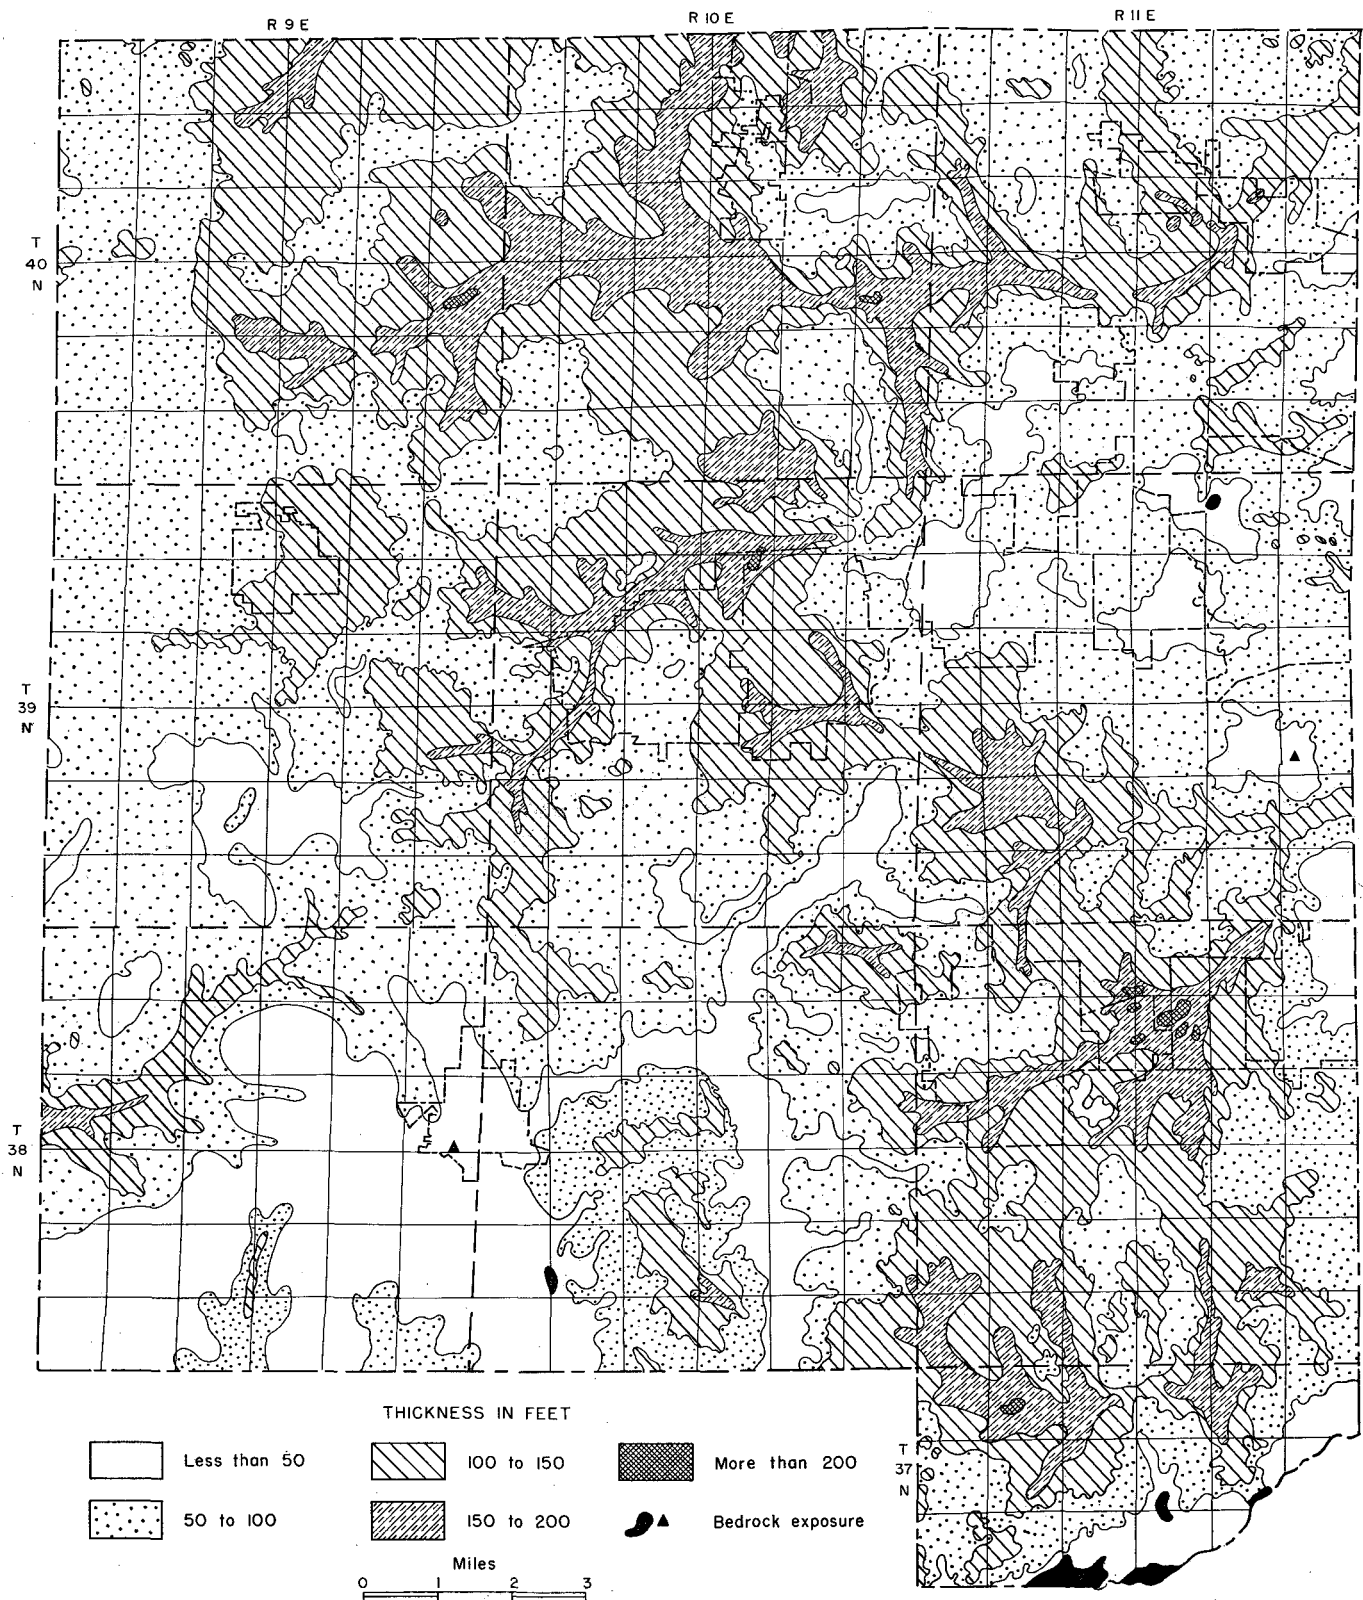 R 9 E
R 10 E
R 11 E
T
40
N
T
39
N
T
38
N
THICKNESS IN FEET
Less than 50
100 to 150
More than 200
50 to 100
150 to 200
Bedrock exposure
T
37
N
Miles
0 1 2 3